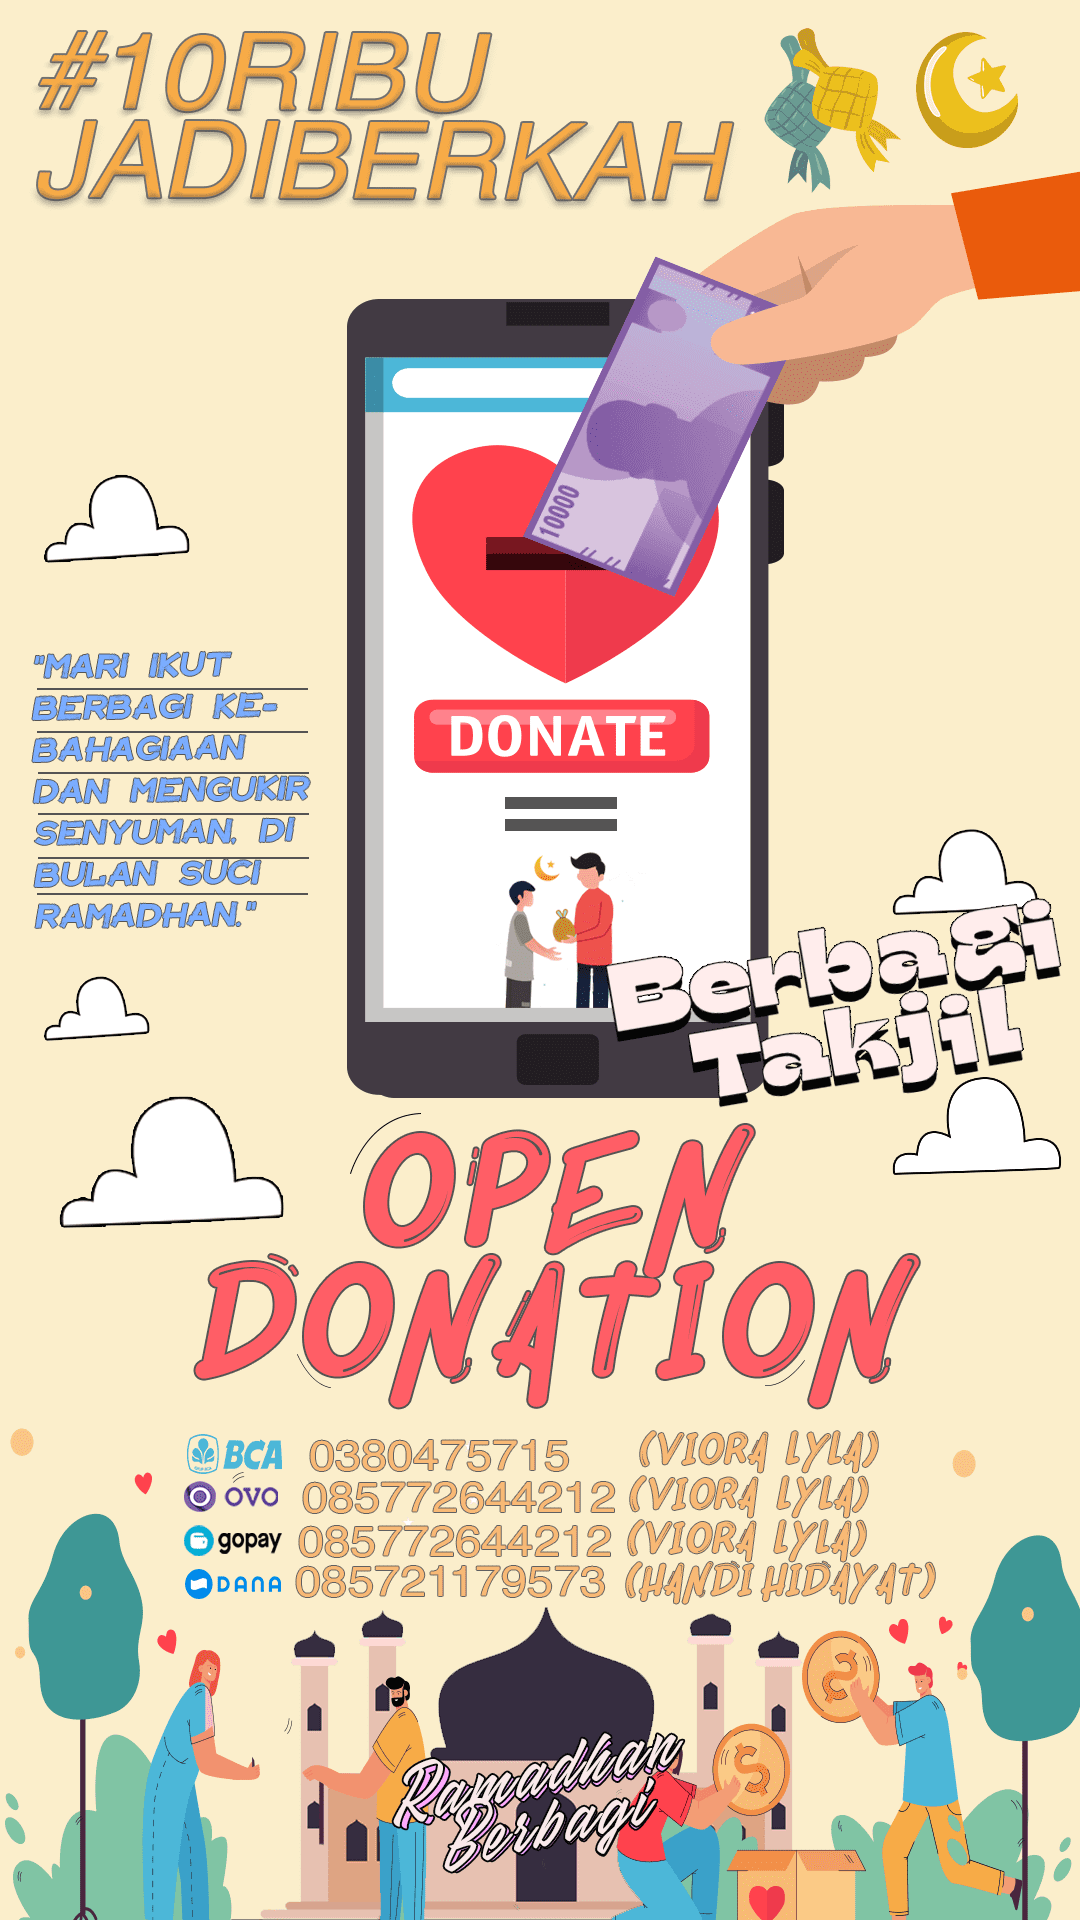 #10RIBU
JADIBERKAH
10000
DONATE
"MARI IKUT
BERBAGI KE-
BAHAGIAAN
DAN MENGUKIR
SENYUMAN, DI
BULAN SUCI
RAMADHAN."
Berbagi
Takjil
OPEN
DONATION
BCA 0380475715 (VIORA LYLA)
OVO 085772644212 (VIORA LYLA)
gopay 085772644212 (VIORA LYLA)
DANA 085721179573 (HANDI HIDAYAT)
Ramadhan
Berbagi